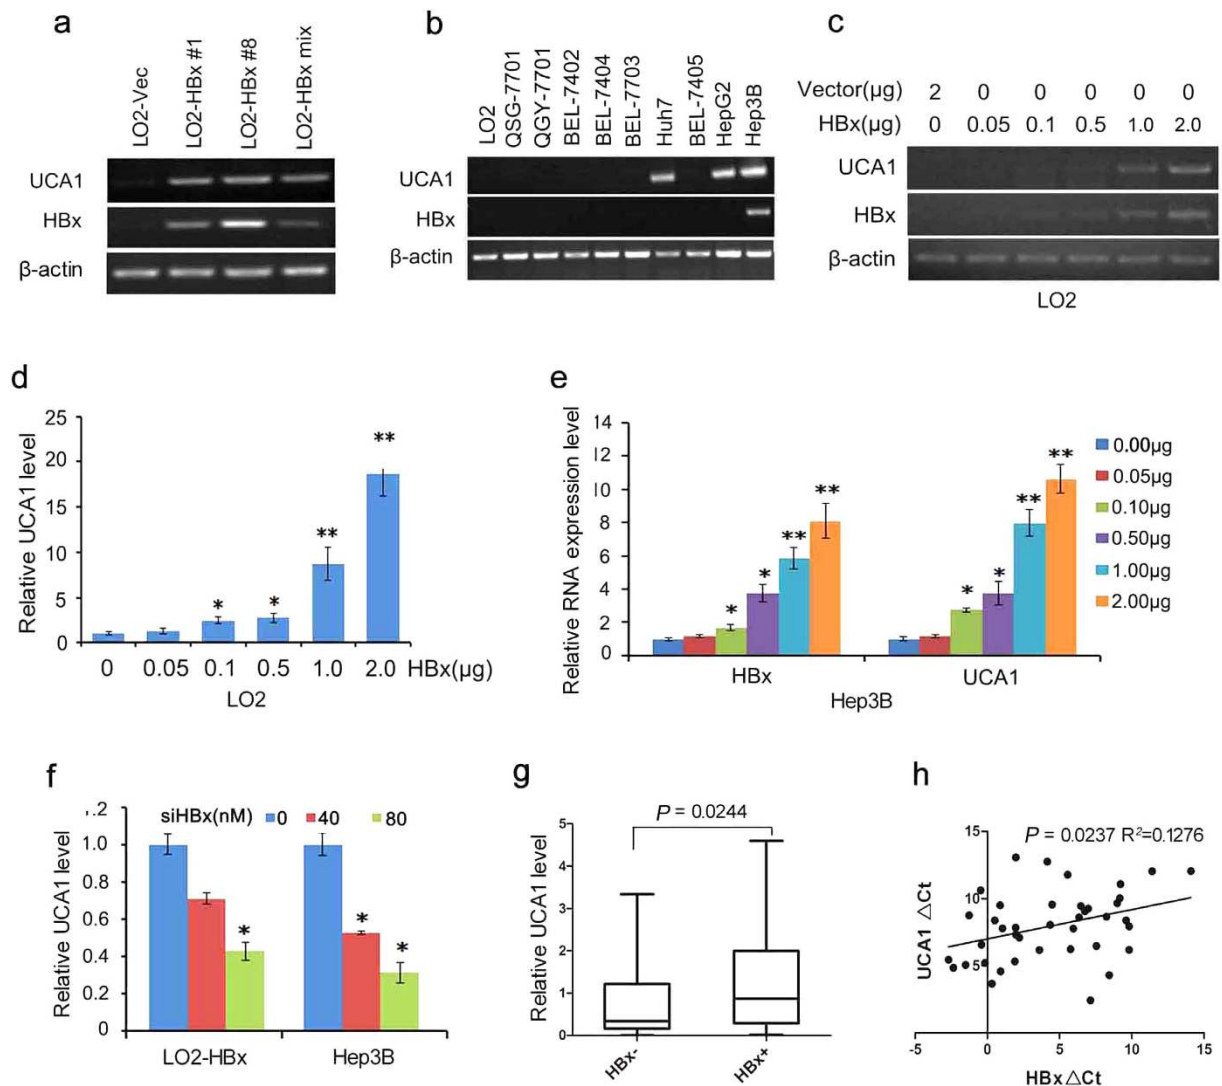 a
LO2-Vec
LO2-HBx #1
LO2-HBx #8
LO2-HBx mix
UCA1
HBx
β-actin
b
LO2
QSG-7701
QGY-7701
BEL-7402
BEL-7404
BEL-7703
Huh7
BEL-7405
HepG2
Hep3B
UCA1
HBx
β-actin
c
Vector(μg) 2 0 0 0 0 0
HBx(μg) 0 0.05 0.1 0.5 1.0 2.0
UCA1
HBx
β-actin
LO2
d
Relative UCA1 level
25
20
15
10
5
0
* * ** **
0 0.05 0.1 0.5 1.0 2.0 HBx(μg)
LO2
e
Relative RNA expression level
14
12
10
8
6
4
2
0
* * ** **
* * ** **
HBx UCA1
Hep3B
0.00μg
0.05μg
0.10μg
0.50μg
1.00μg
2.00μg
f
Relative UCA1 level
.2
1.0
0.8
0.6
0.4
0.2
0
siHBx(nM) 0 40 80
* * *
LO2-HBx Hep3B
g
P = 0.0244
Relative UCA1 level
5
4
3
2
1
0
HBx- HBx+
h
P = 0.0237 R²=0.1276
UCA1 △Ct
15
10
5
-5 0 5 10 15
HBx△Ct